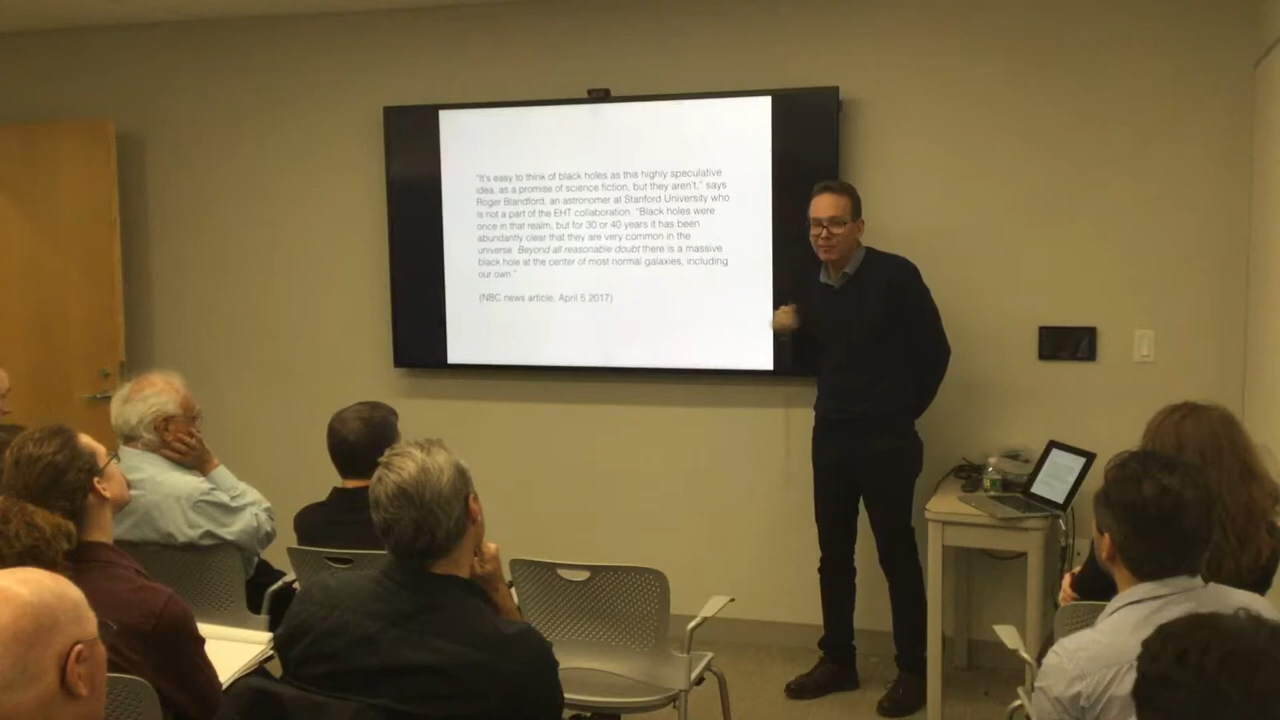 "It's easy to think of black holes as this highly speculative
idea, as a promise of science fiction, but they aren't," says
Roger Blandford, an astronomer at Stanford University who
is not a part of the EHT collaboration. "Black holes were
once in that realm, but for 30 or 40 years it has been
abundantly clear that they are very common in the
universe. Beyond all reasonable doubt there is a massive
black hole at the center of most normal galaxies, including
our own."
(NBC news article, April 5 2017)